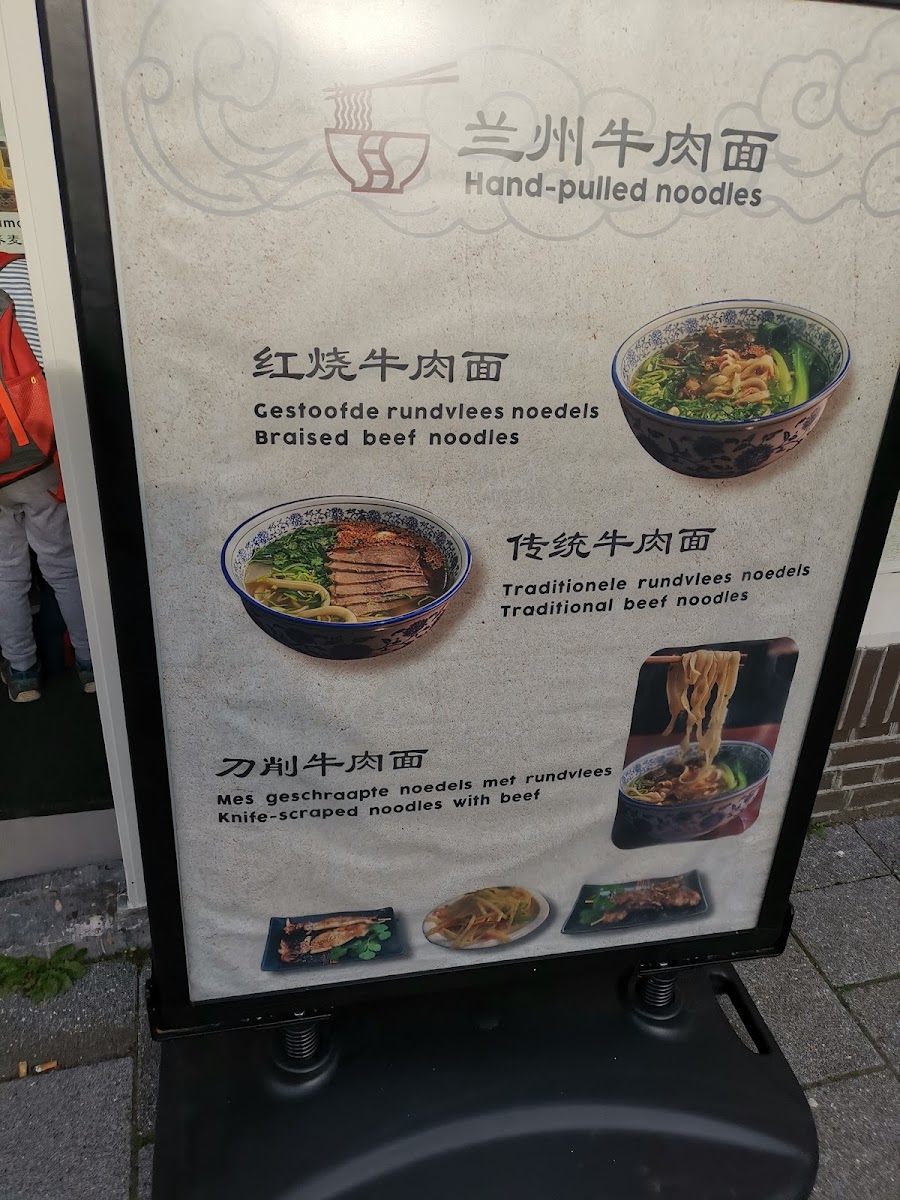 兰州牛肉面
Hand-pulled noodles
红烧牛肉面
Gestoofde rundvlees noedels
Braised beef noodles
传统牛肉面
Traditionele rundvlees noedels
Traditional beef noodles
刀削牛肉面
Mes geschraapte noedels met rundvlees
Knife-scraped noodles with beef